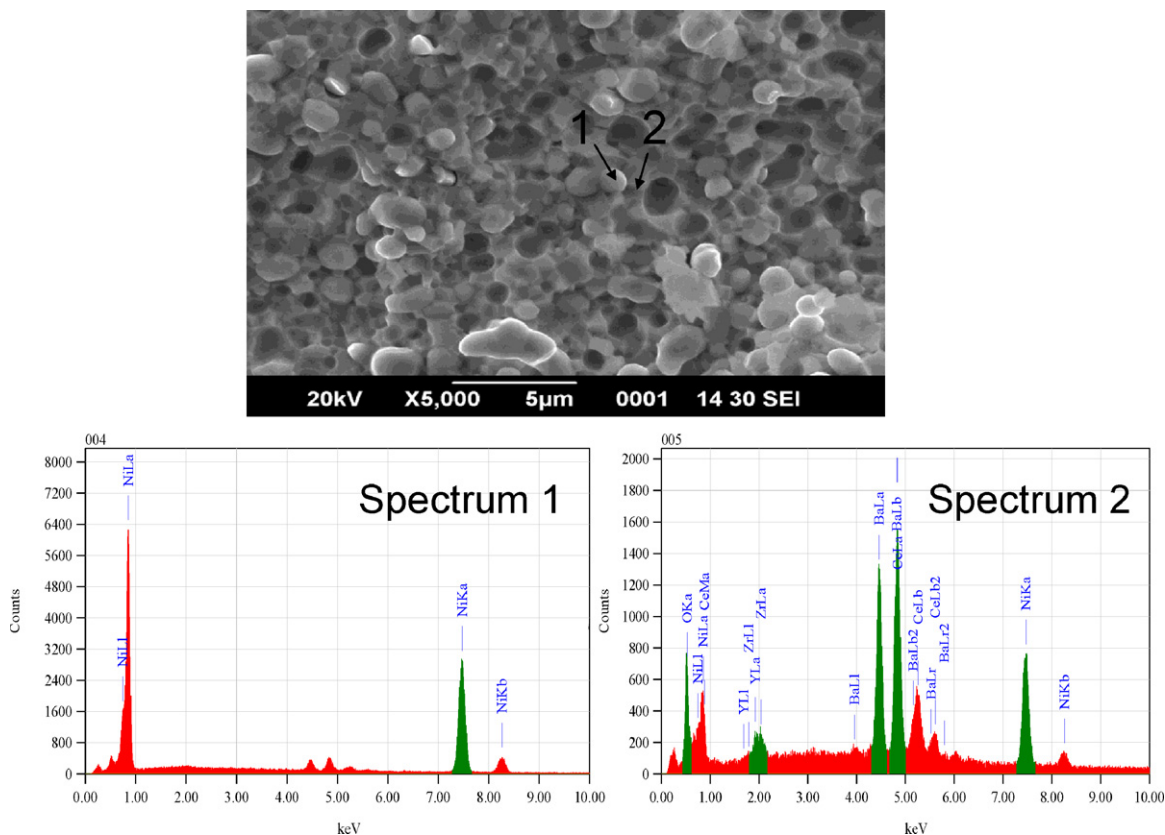 1 2
20kV X5,000 5µm 0001 14 30 SEI
004
Spectrum 1
Counts
8000
7200
6400
5600
4800
4000
3200
2400
1600
800
0
NiLl
NiLa
NiKa
NiKb
0.00 1.00 2.00 3.00 4.00 5.00 6.00 7.00 8.00 9.00 10.00
keV
005
Spectrum 2
Counts
2000
1800
1600
1400
1200
1000
800
600
400
200
0
OKa
NiLl
NiLa
CeMa
YLl
ZrLl
YLa
ZrLa
BaLl
BaLa
CeLa
BaLb
BaLb2
CeLb
BaLr
CeLb2
BaLr2
NiKa
NiKb
0.00 1.00 2.00 3.00 4.00 5.00 6.00 7.00 8.00 9.00 10.00
keV